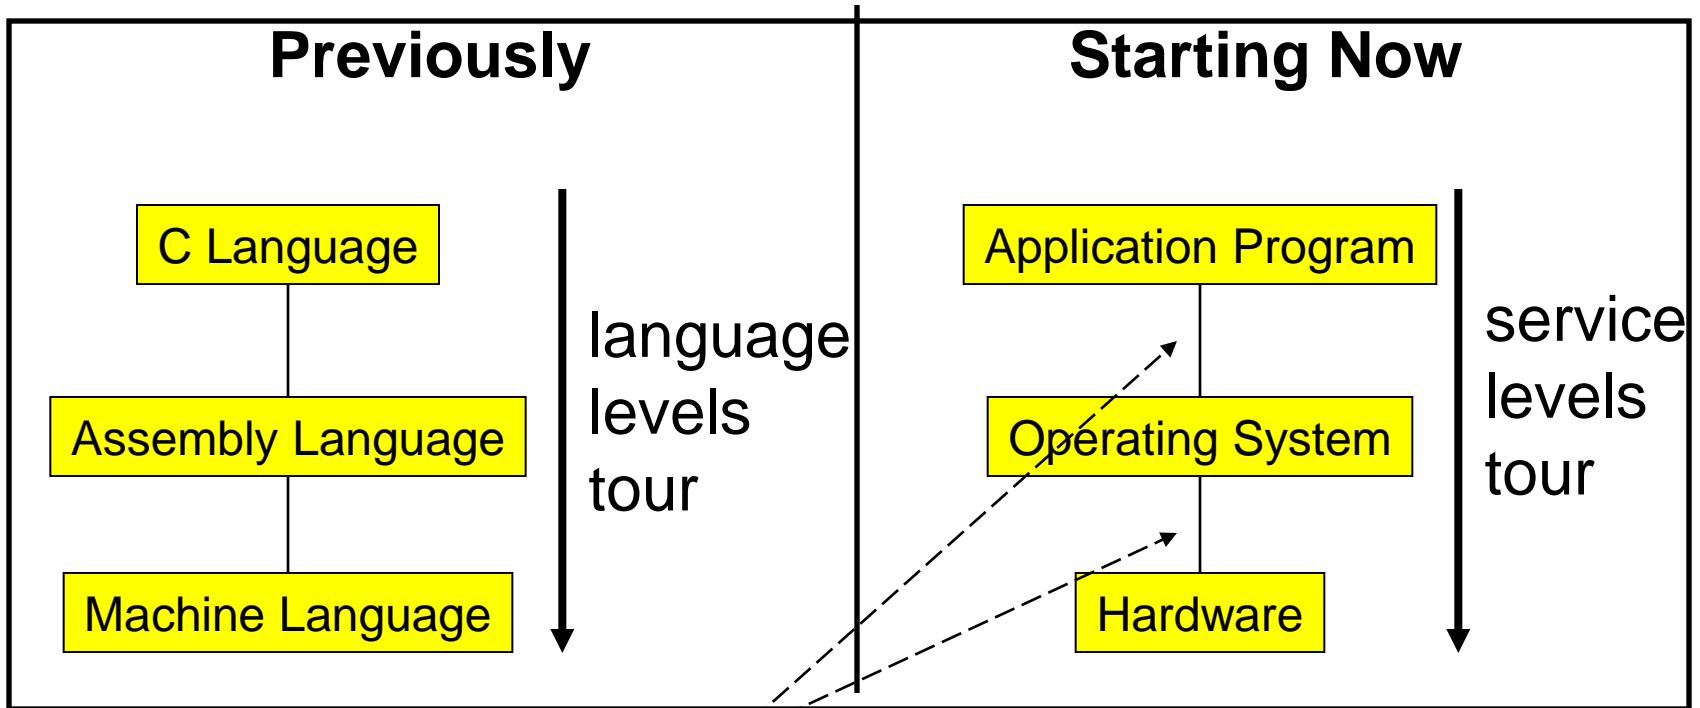 Previously
C Language
Assembly Language
Machine Language
language
levels
tour
Starting Now
Application Program
Operating System
Hardware
service
levels
tour